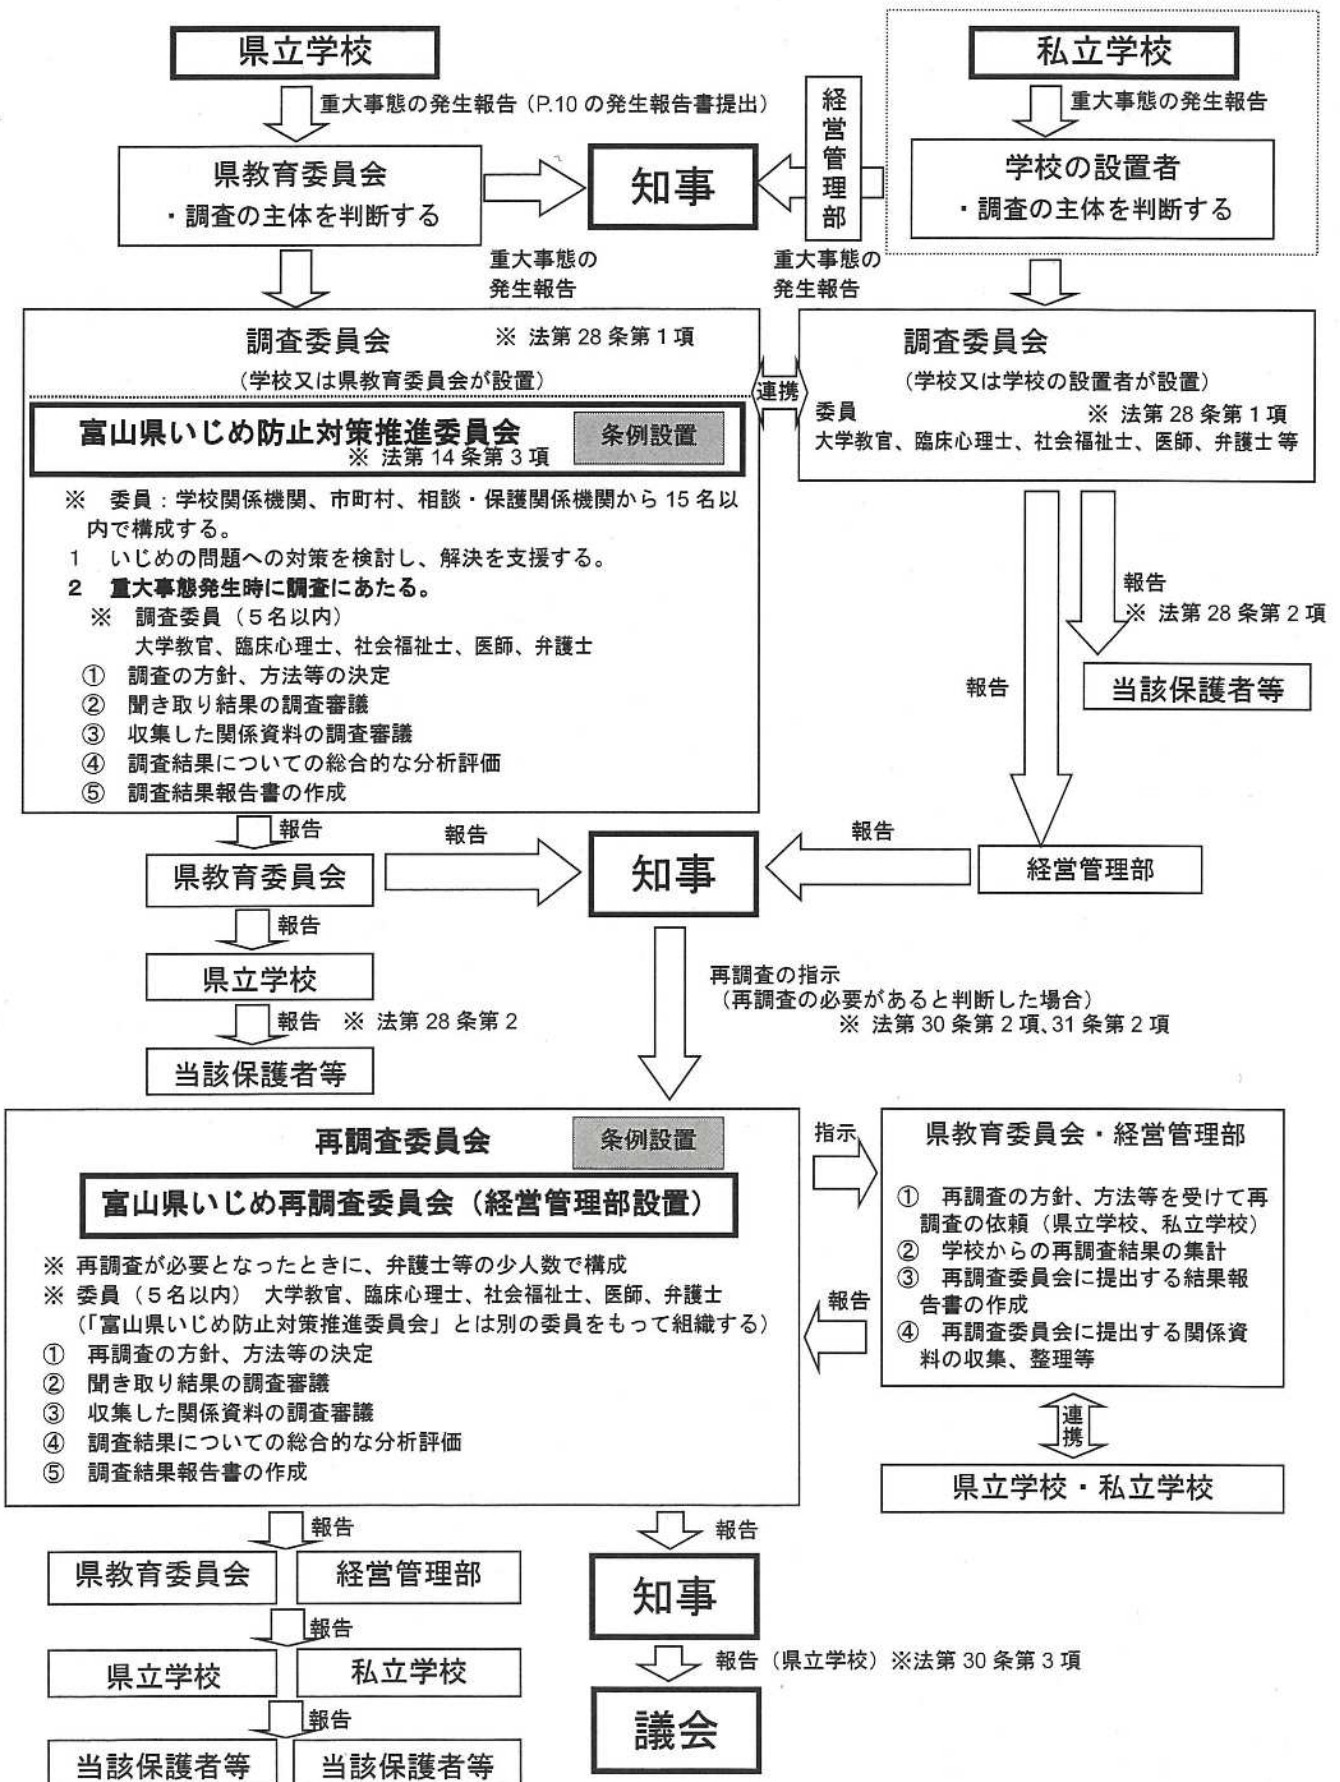 県立学校
私立学校
重大事態の発生報告（P.10 の発生報告書提出）
経営管理部
重大事態の発生報告
県教育委員会
・調査の主体を判断する
知事
学校の設置者
・調査の主体を判断する
重大事態の
発生報告
重大事態の
発生報告
調査委員会 ※ 法第 28 条第 1 項
（学校又は県教育委員会が設置）
連携
調査委員会
（学校又は学校の設置者が設置）
委員 ※ 法第 28 条第 1 項
大学教官、臨床心理士、社会福祉士、医師、弁護士 等
富山県いじめ防止対策推進委員会 条例設置
※ 法第 14 条第 3 項
※ 委員：学校関係機関、市町村、相談・保護関係機関から 15 名以
内で構成する。
1 いじめの問題への対策を検討し、解決を支援する。
2 重大事態発生時に調査にあたる。
※ 調査委員（５名以内）
大学教官、臨床心理士、社会福祉士、医師、弁護士
① 調査の方針、方法等の決定
② 聞き取り結果の調査審議
③ 収集した関係資料の調査審議
④ 調査結果についての総合的な分析評価
⑤ 調査結果報告書の作成
報告
※ 法第 28 条第 2 項
報告
当該保護者等
報告
報告
報告
県教育委員会
知事
経営管理部
報告
県立学校
報告 ※ 法第 28 条第 2
当該保護者等
再調査の指示
（再調査の必要があると判断した場合）
※ 法第 30 条第 2 項、31 条第 2 項
再調査委員会 条例設置
富山県いじめ再調査委員会（経営管理部設置）
※ 再調査が必要となったときに、弁護士等の少人数で構成
※ 委員（５名以内） 大学教官、臨床心理士、社会福祉士、医師、弁護士
（「富山県いじめ防止対策推進委員会」とは別の委員をもって組織する）
① 再調査の方針、方法等の決定
② 聞き取り結果の調査審議
③ 収集した関係資料の調査審議
④ 調査結果についての総合的な分析評価
⑤ 調査結果報告書の作成
指示
報告
県教育委員会・経営管理部
① 再調査の方針、方法等を受けて再
調査の依頼（県立学校、私立学校）
② 学校からの再調査結果の集計
③ 再調査委員会に提出する結果報
告書の作成
④ 再調査委員会に提出する関係資
料の収集、整理等
連携
県立学校・私立学校
報告
報告
県教育委員会
経営管理部
知事
報告
県立学校
私立学校
報告（県立学校）※法第 30 条第 3 項
議会
報告
当該保護者等
当該保護者等